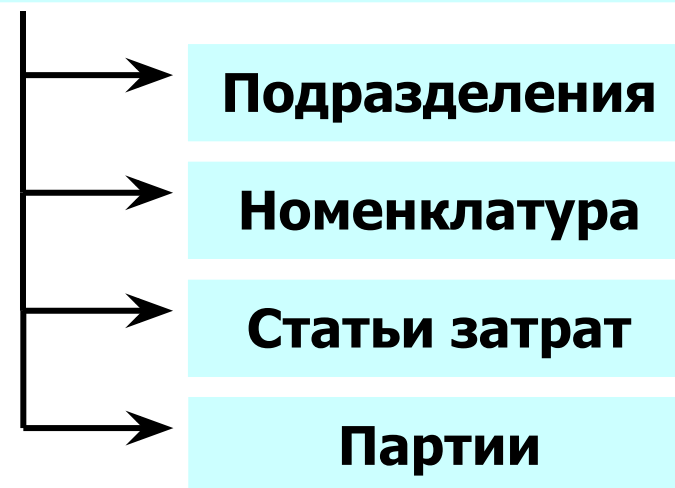 Подразделения
Номенклатура
Статьи затрат
Партии